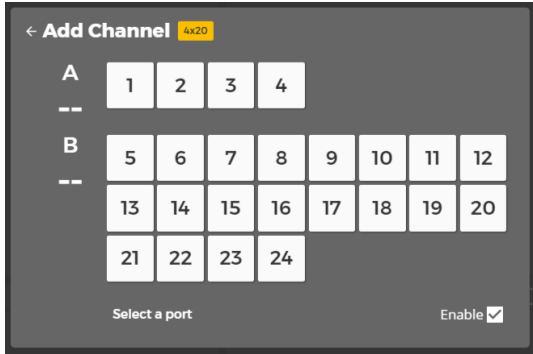 ← Add Channel 4x20
A 1 2 3 4
--
B 5 6 7 8 9 10 11 12
--
13 14 15 16 17 18 19 20
21 22 23 24
Select a port Enable